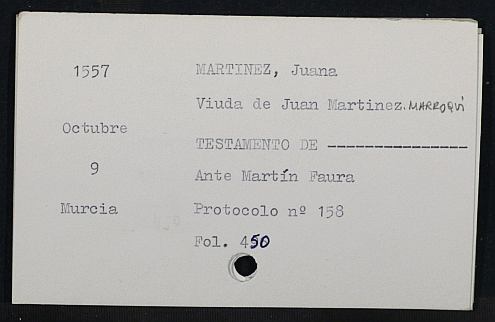 1557 MARTINEZ, Juana
Viuda de Juan Martinez. MARROQUÍ
Octubre
TESTAMENTO DE ---------------
9 Ante Martín Faura
Murcia Protocolo nº 158
Fol. 450